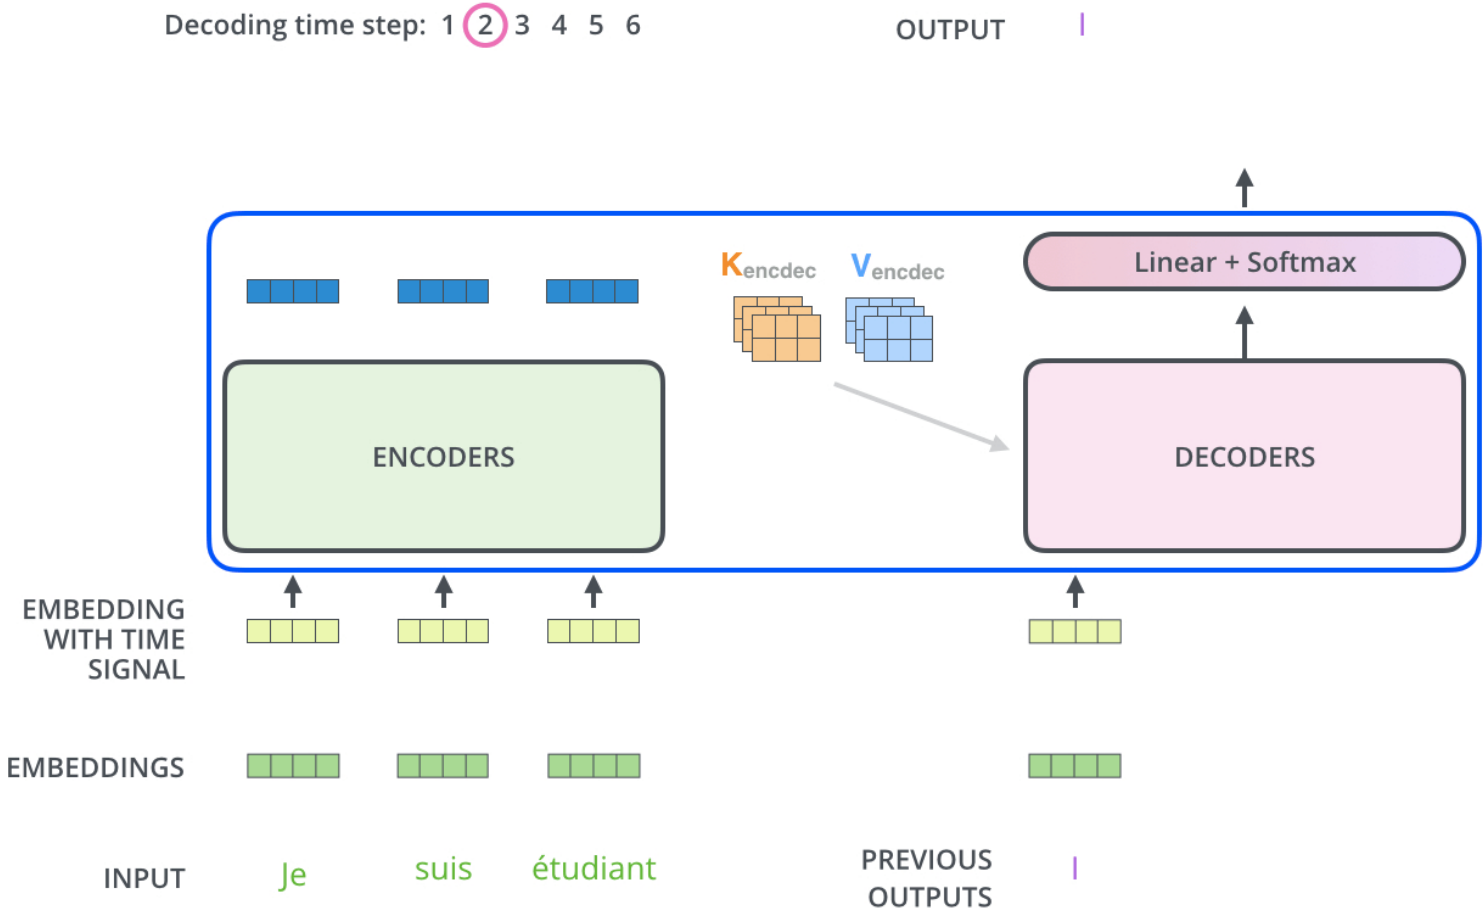 Decoding time step: 1 2 3 4 5 6
OUTPUT I
Kencdec Vencdec
Linear + Softmax
ENCODERS
DECODERS
EMBEDDING
WITH TIME
SIGNAL
EMBEDDINGS
INPUT Je suis étudiant
PREVIOUS
OUTPUTS
I